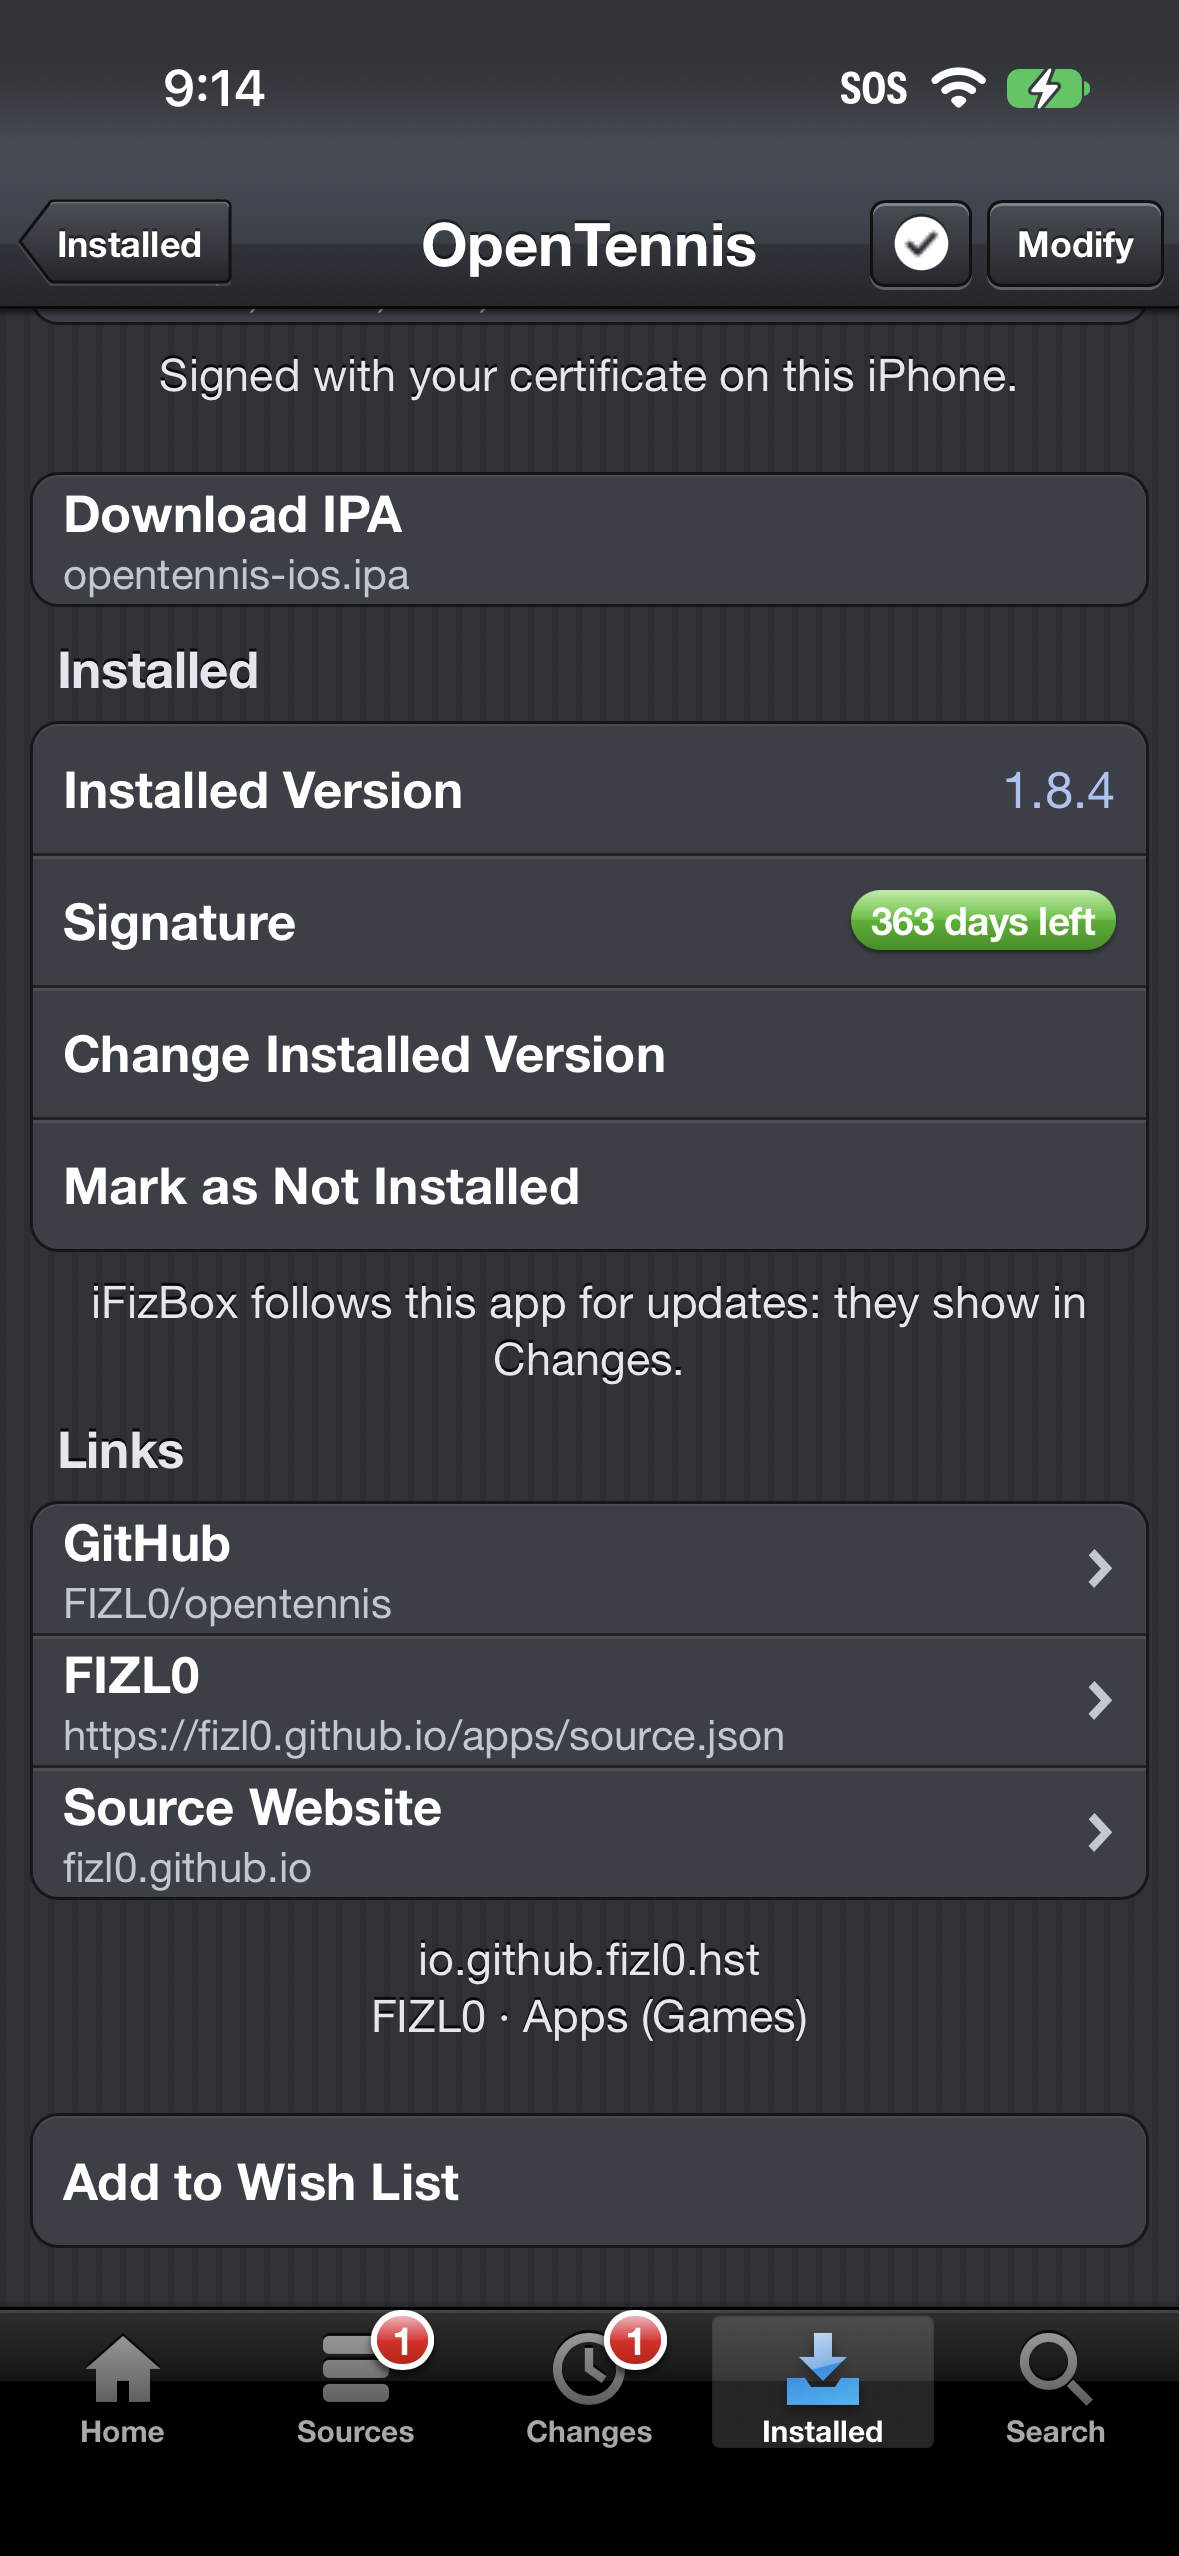 9:14
SOS
Installed
OpenTennis
Modify
Signed with your certificate on this iPhone.
Download IPA
opentennis-ios.ipa
Installed
Installed Version
1.8.4
Signature
363 days left
Change Installed Version
Mark as Not Installed
iFizBox follows this app for updates: they show in
Changes.
Links
GitHub
FIZL0/opentennis
FIZL0
https://fizl0.github.io/apps/source.json
Source Website
fizl0.github.io
io.github.fizl0.hst
FIZL0 · Apps (Games)
Add to Wish List
1
1
Home
Sources
Changes
Installed
Search